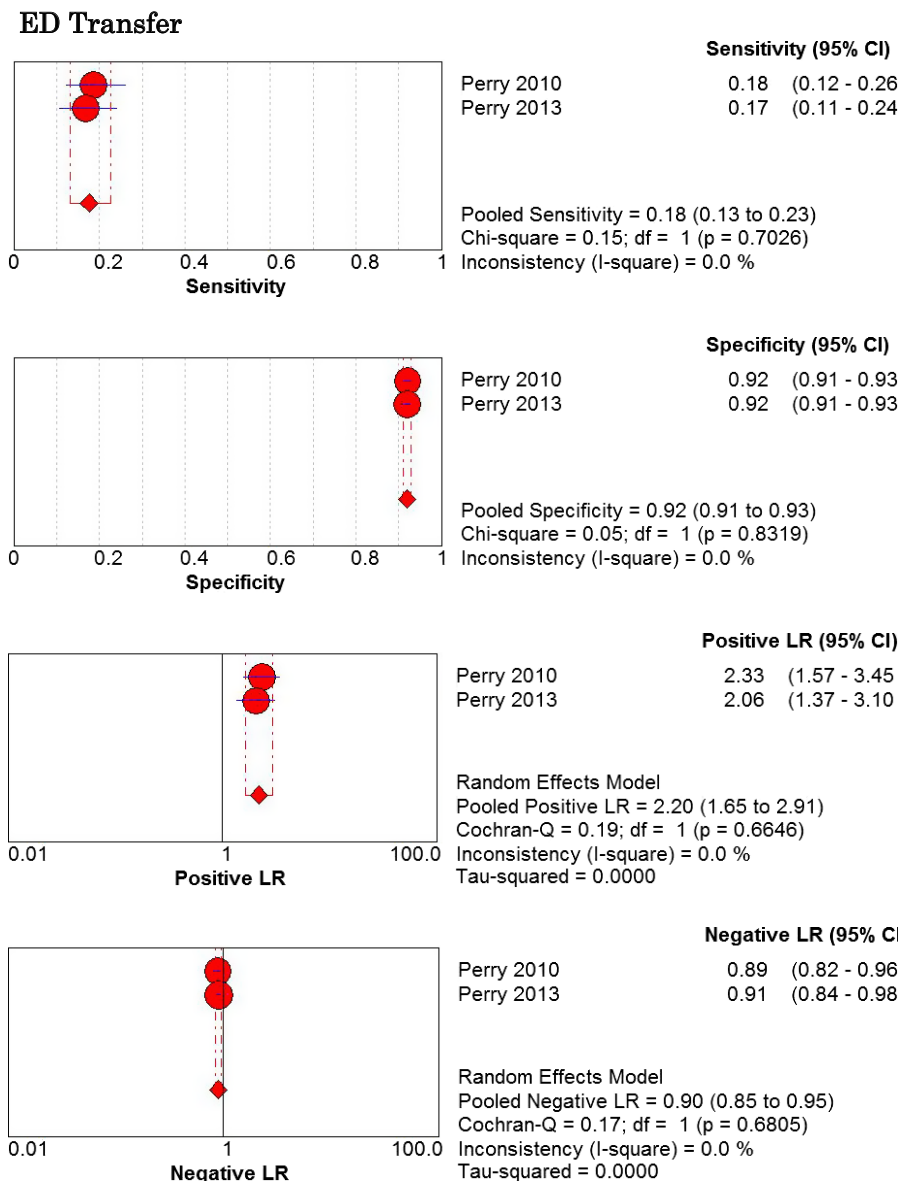 ED Transfer
Sensitivity (95% CI)
Perry 2010 0.18 (0.12 - 0.26
Perry 2013 0.17 (0.11 - 0.24
Pooled Sensitivity = 0.18 (0.13 to 0.23)
Chi-square = 0.15; df = 1 (p = 0.7026)
Inconsistency (I-square) = 0.0 %
0 0.2 0.4 0.6 0.8 1
Sensitivity
Specificity (95% CI)
Perry 2010 0.92 (0.91 - 0.93
Perry 2013 0.92 (0.91 - 0.93
Pooled Specificity = 0.92 (0.91 to 0.93)
Chi-square = 0.05; df = 1 (p = 0.8319)
Inconsistency (I-square) = 0.0 %
0 0.2 0.4 0.6 0.8 1
Specificity
Positive LR (95% CI)
Perry 2010 2.33 (1.57 - 3.45
Perry 2013 2.06 (1.37 - 3.10
Random Effects Model
Pooled Positive LR = 2.20 (1.65 to 2.91)
Cochran-Q = 0.19; df = 1 (p = 0.6646)
Inconsistency (I-square) = 0.0 %
Tau-squared = 0.0000
0.01 1 100.0
Positive LR
Negative LR (95% CI
Perry 2010 0.89 (0.82 - 0.96
Perry 2013 0.91 (0.84 - 0.98
Random Effects Model
Pooled Negative LR = 0.90 (0.85 to 0.95)
Cochran-Q = 0.17; df = 1 (p = 0.6805)
Inconsistency (I-square) = 0.0 %
Tau-squared = 0.0000
0.01 1 100.0
Negative LR